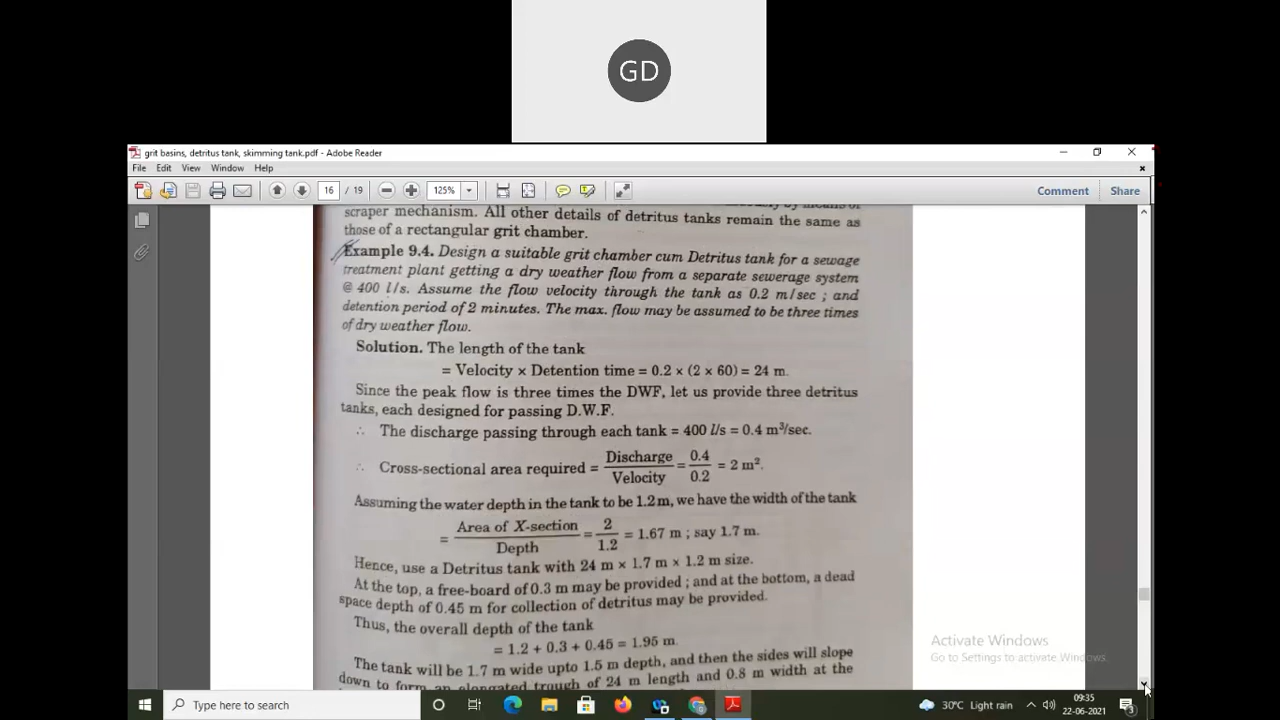 GD
grit basins, detritus tank, skimming tank.pdf - Adobe Reader
File Edit View Window Help
16 / 19 125% Comment Share
scraper mechanism. All other details of detritus tanks remain the same as
those of a rectangular grit chamber.
Example 9.4. Design a suitable grit chamber cum Detritus tank for a sewage
treatment plant getting a dry weather flow from a separate sewerage system
@ 400 l/s. Assume the flow velocity through the tank as 0.2 m/sec ; and
detention period of 2 minutes. The max. flow may be assumed to be three times
of dry weather flow.
Solution. The length of the tank
= Velocity × Detention time = 0.2 × (2 × 60) = 24 m.
Since the peak flow is three times the DWF, let us provide three detritus
tanks, each designed for passing D.W.F.
∴ The discharge passing through each tank = 400 l/s = 0.4 m³/sec.
∴ Cross-sectional area required = Discharge/Velocity = 0.4/0.2 = 2 m².
Assuming the water depth in the tank to be 1.2 m, we have the width of the tank
= Area of X-section/Depth = 2/1.2 = 1.67 m ; say 1.7 m.
Hence, use a Detritus tank with 24 m × 1.7 m × 1.2 m size.
At the top, a free-board of 0.3 m may be provided ; and at the bottom, a dead
space depth of 0.45 m for collection of detritus may be provided.
Thus, the overall depth of the tank
= 1.2 + 0.3 + 0.45 = 1.95 m.
The tank will be 1.7 m wide upto 1.5 m depth, and then the sides will slope
down to form an elongated trough of 24 m length and 0.8 m width at the
Activate Windows
Go to Settings to activate Windows.
Type here to search
30°C Light rain
09:35
22-06-2021
3